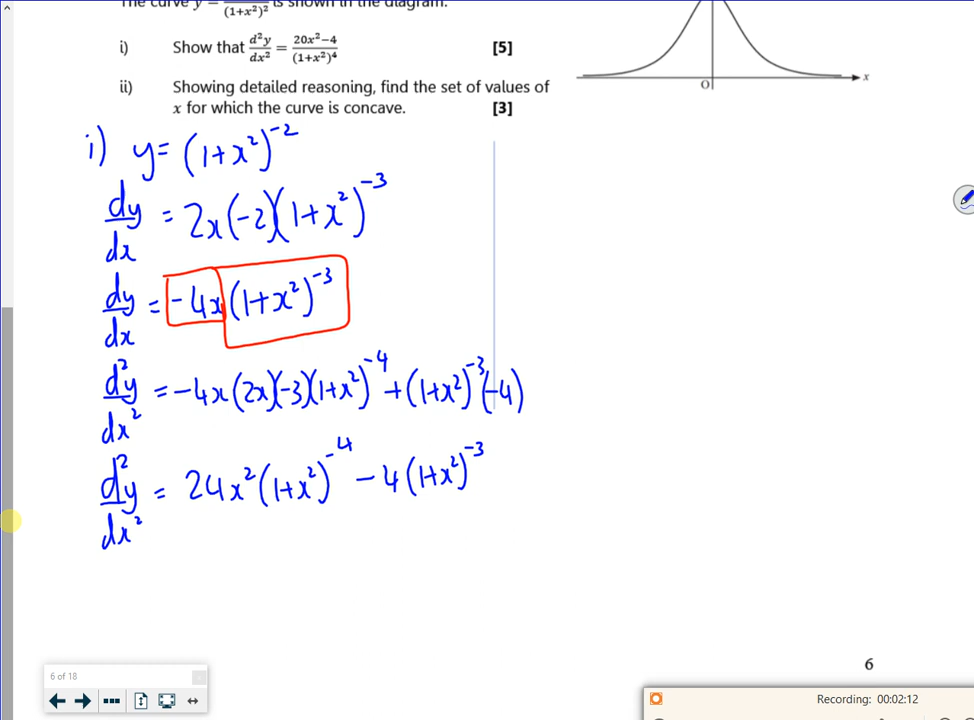 The curve y = 1/(1+x²)² is shown in the diagram.
i) Show that d²y/dx² = 20x²−4/(1+x²)⁴ [5]
ii) Showing detailed reasoning, find the set of values of
x for which the curve is concave. [3]
O x
i) y = (1+x²)⁻²
dy/dx = 2x(−2)(1+x²)⁻³
dy/dx = −4x(1+x²)⁻³
d²y/dx² = −4x(2x)(−3)(1+x²)⁻⁴ + (1+x²)⁻³(−4)
d²y/dx² = 24x²(1+x²)⁻⁴ − 4(1+x²)⁻³
6
6 of 18
Recording: 00:02:12